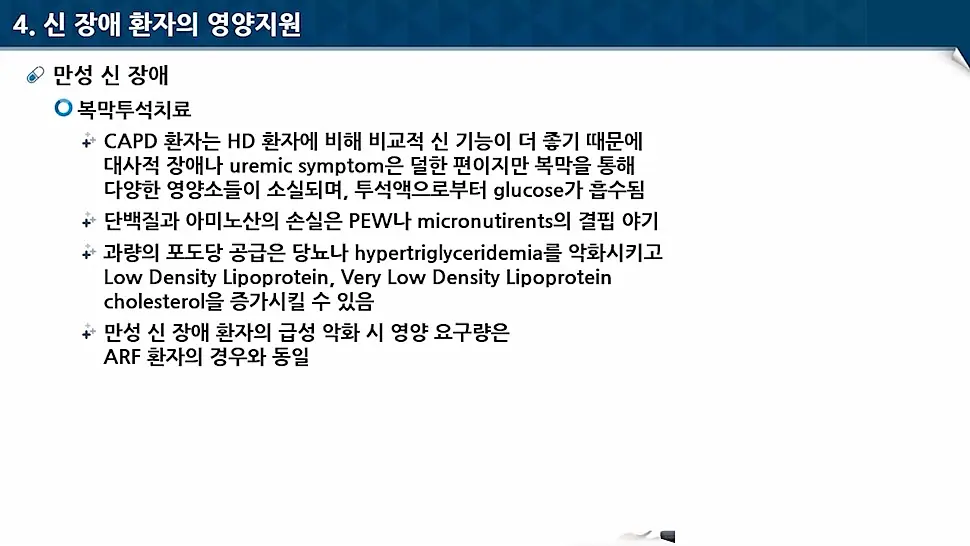 4. 신 장애 환자의 영양지원
만성 신 장애
복막투석치료
CAPD 환자는 HD 환자에 비해 비교적 신 기능이 더 좋기 때문에
대사적 장애나 uremic symptom은 덜한 편이지만 복막을 통해
다양한 영양소들이 소실되며, 투석액으로부터 glucose가 흡수됨
단백질과 아미노산의 손실은 PEW나 micronutirents의 결핍 야기
과량의 포도당 공급은 당뇨나 hypertriglyceridemia를 악화시키고
Low Density Lipoprotein, Very Low Density Lipoprotein
cholesterol을 증가시킬 수 있음
만성 신 장애 환자의 급성 악화 시 영양 요구량은
ARF 환자의 경우와 동일